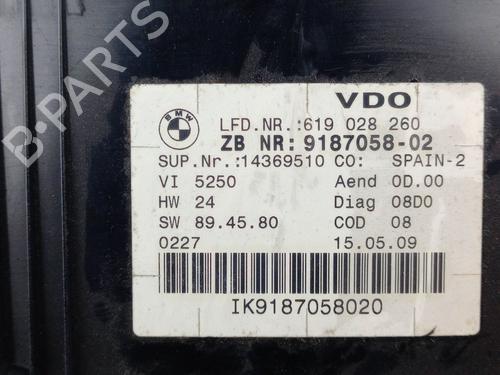 B-PARTS
BMW
VDO
LFD.NR.:619 028 260
ZB NR:9187058-02
SUP.Nr.:14369510 CO: SPAIN-2
VI 5250 Aend 0D.00
HW 24 Diag 08D0
SW 89.45.80 COD 08
0227 15.05.09
IK9187058020